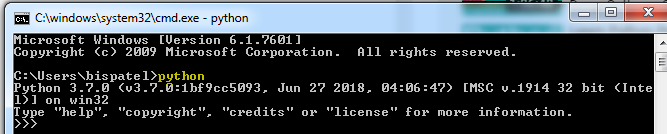 C:\windows\system32\cmd.exe - python
Microsoft Windows [Version 6.1.7601]
Copyright (c) 2009 Microsoft Corporation.  All rights reserved.
C:\Users\bispatel>python
Python 3.7.0 (v3.7.0:1bf9cc5093, Jun 27 2018, 04:06:47) [MSC v.1914 32 bit (Inte
l)] on win32
Type "help", "copyright", "credits" or "license" for more information.
>>>